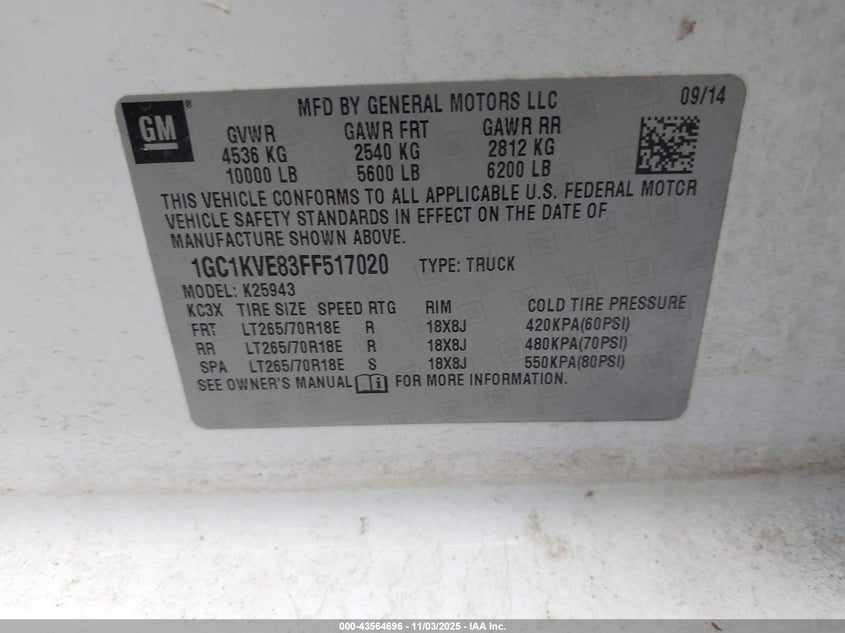 GM ®
MFD BY GENERAL MOTORS LLC 09/14
GVWR GAWR FRT GAWR RR
4536 KG 2540 KG 2812 KG
10000 LB 5600 LB 6200 LB
THIS VEHICLE CONFORMS TO ALL APPLICABLE U.S. FEDERAL MOTOR
VEHICLE SAFETY STANDARDS IN EFFECT ON THE DATE OF
MANUFACTURE SHOWN ABOVE.
1GC1KVE83FF517020 TYPE: TRUCK
MODEL: K25943
KC3X TIRE SIZE SPEED RTG RIM COLD TIRE PRESSURE
FRT LT265/70R18E R 18X8J 420KPA(60PSI)
RR LT265/70R18E R 18X8J 480KPA(70PSI)
SPA LT265/70R18E S 18X8J 550KPA(80PSI)
SEE OWNER'S MANUAL i FOR MORE INFORMATION.
000-43564696 - 11/03/2025 - IAA Inc.